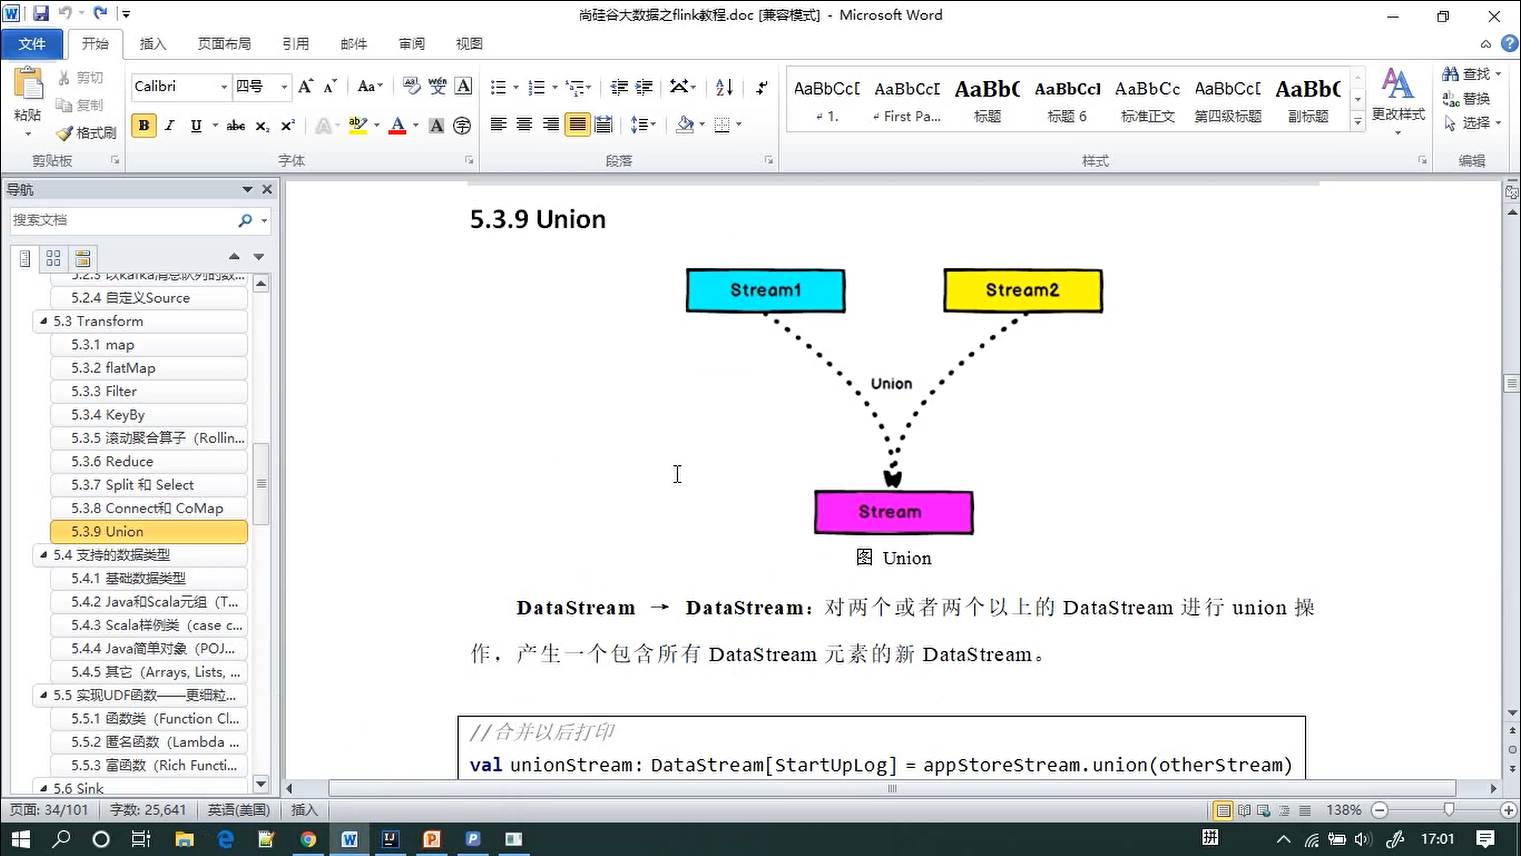 尚硅谷大数据之flink教程.doc [兼容模式] - Microsoft Word
文件 开始 插入 页面布局 引用 邮件 审阅 视图
粘贴 剪切 复制 格式刷
Calibri 四号
AaBbCcD AaBbCcD AaBb( AaBbCcl AaBbCc AaBbCcD AaBb(
1. First Pa... 标题 标题 6 标准正文 第四级标题 副标题
更改样式
查找 替换 选择
剪贴板 字体 段落 样式 编辑
导航
搜索文档
5.2.3 以kafka消息队列的数...
5.2.4 自定义Source
5.3 Transform
5.3.1 map
5.3.2 flatMap
5.3.3 Filter
5.3.4 KeyBy
5.3.5 滚动聚合算子（Rollin...
5.3.6 Reduce
5.3.7 Split 和 Select
5.3.8 Connect和 CoMap
5.3.9 Union
5.4 支持的数据类型
5.4.1 基础数据类型
5.4.2 Java和Scala元组（T...
5.4.3 Scala样例类（case c...
5.4.4 Java简单对象（POJ...
5.4.5 其它（Arrays, Lists, ...
5.5 实现UDF函数——更细粒...
5.5.1 函数类（Function Cl...
5.5.2 匿名函数（Lambda ...
5.5.3 富函数（Rich Functi...
5.6 Sink
5.3.9 Union
Stream1 Stream2
Union
Stream
图 Union
DataStream → DataStream：对两个或者两个以上的 DataStream 进行 union 操
作，产生一个包含所有 DataStream 元素的新 DataStream。
//合并以后打印
val unionStream: DataStream[StartUpLog] = appStoreStream.union(otherStream)
页面: 34/101 字数: 25,641 英语(美国) 插入 138%
拼 17:01